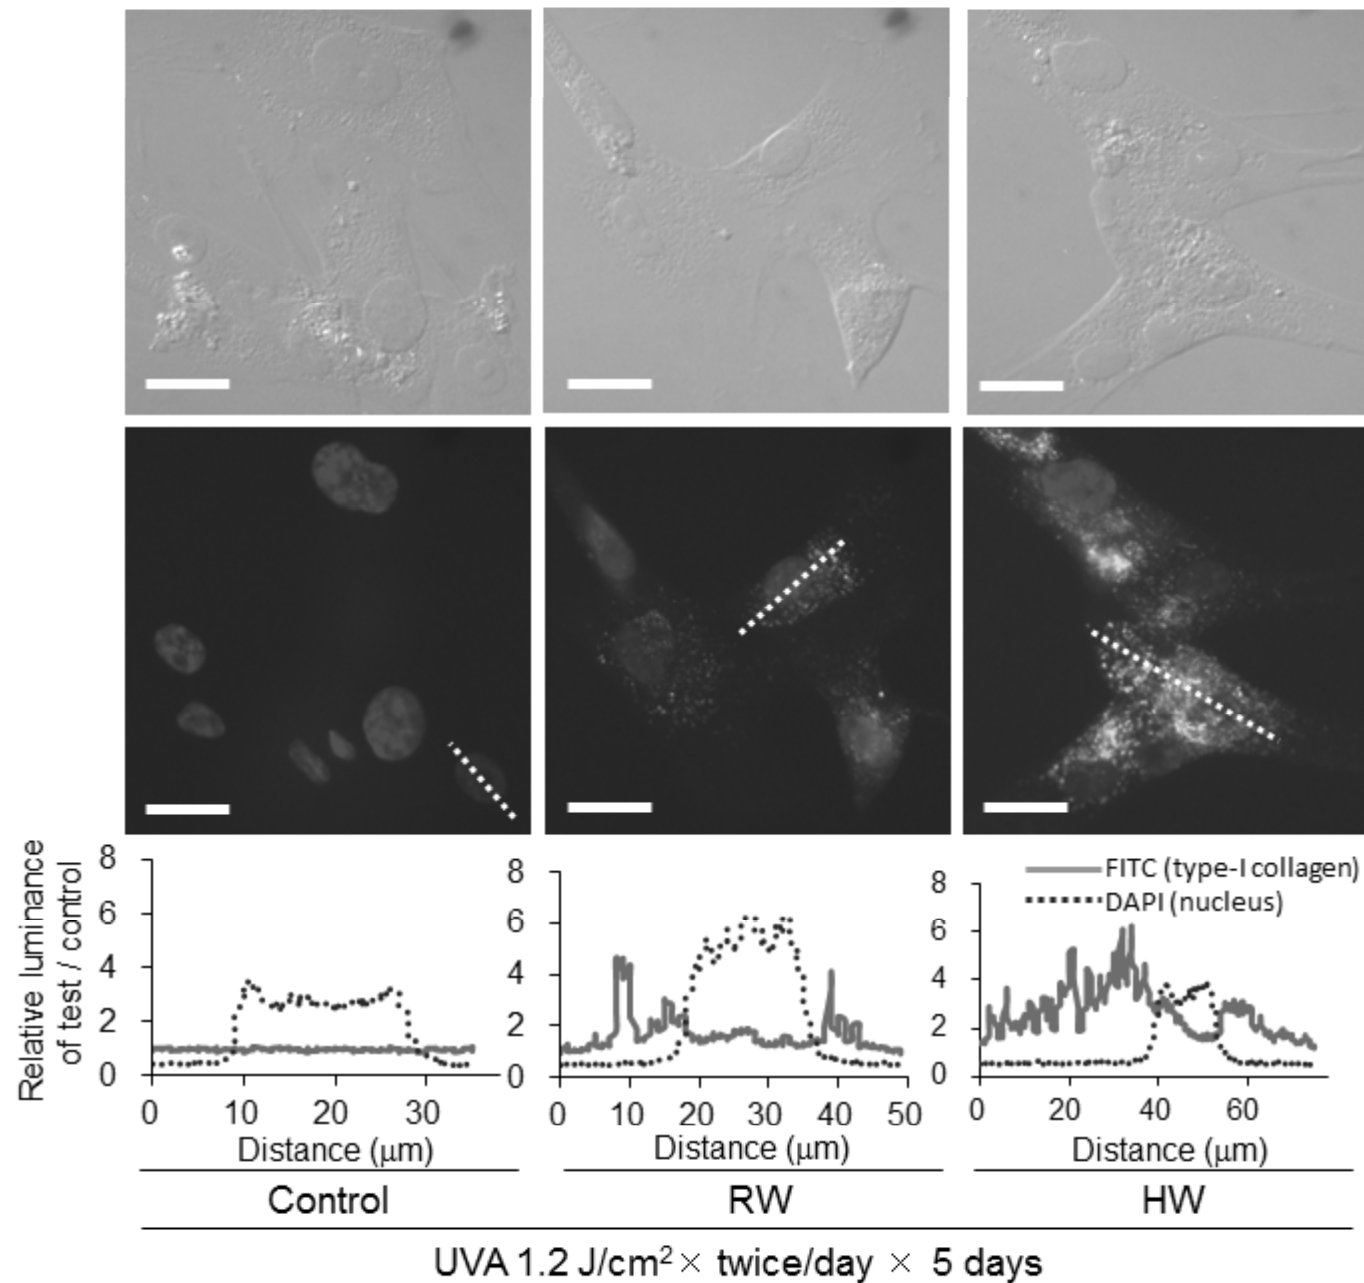 Relative luminance
of test / control
8
6
4
2
0
0 10 20 30
Distance (μm)
8
6
4
2
0
0 10 20 30 40 50
Distance (μm)
FITC (type-I collagen)
DAPI (nucleus)
8
6
4
2
0
0 20 40 60
Distance (μm)
Control
RW
HW
UVA 1.2 J/cm² × twice/day × 5 days